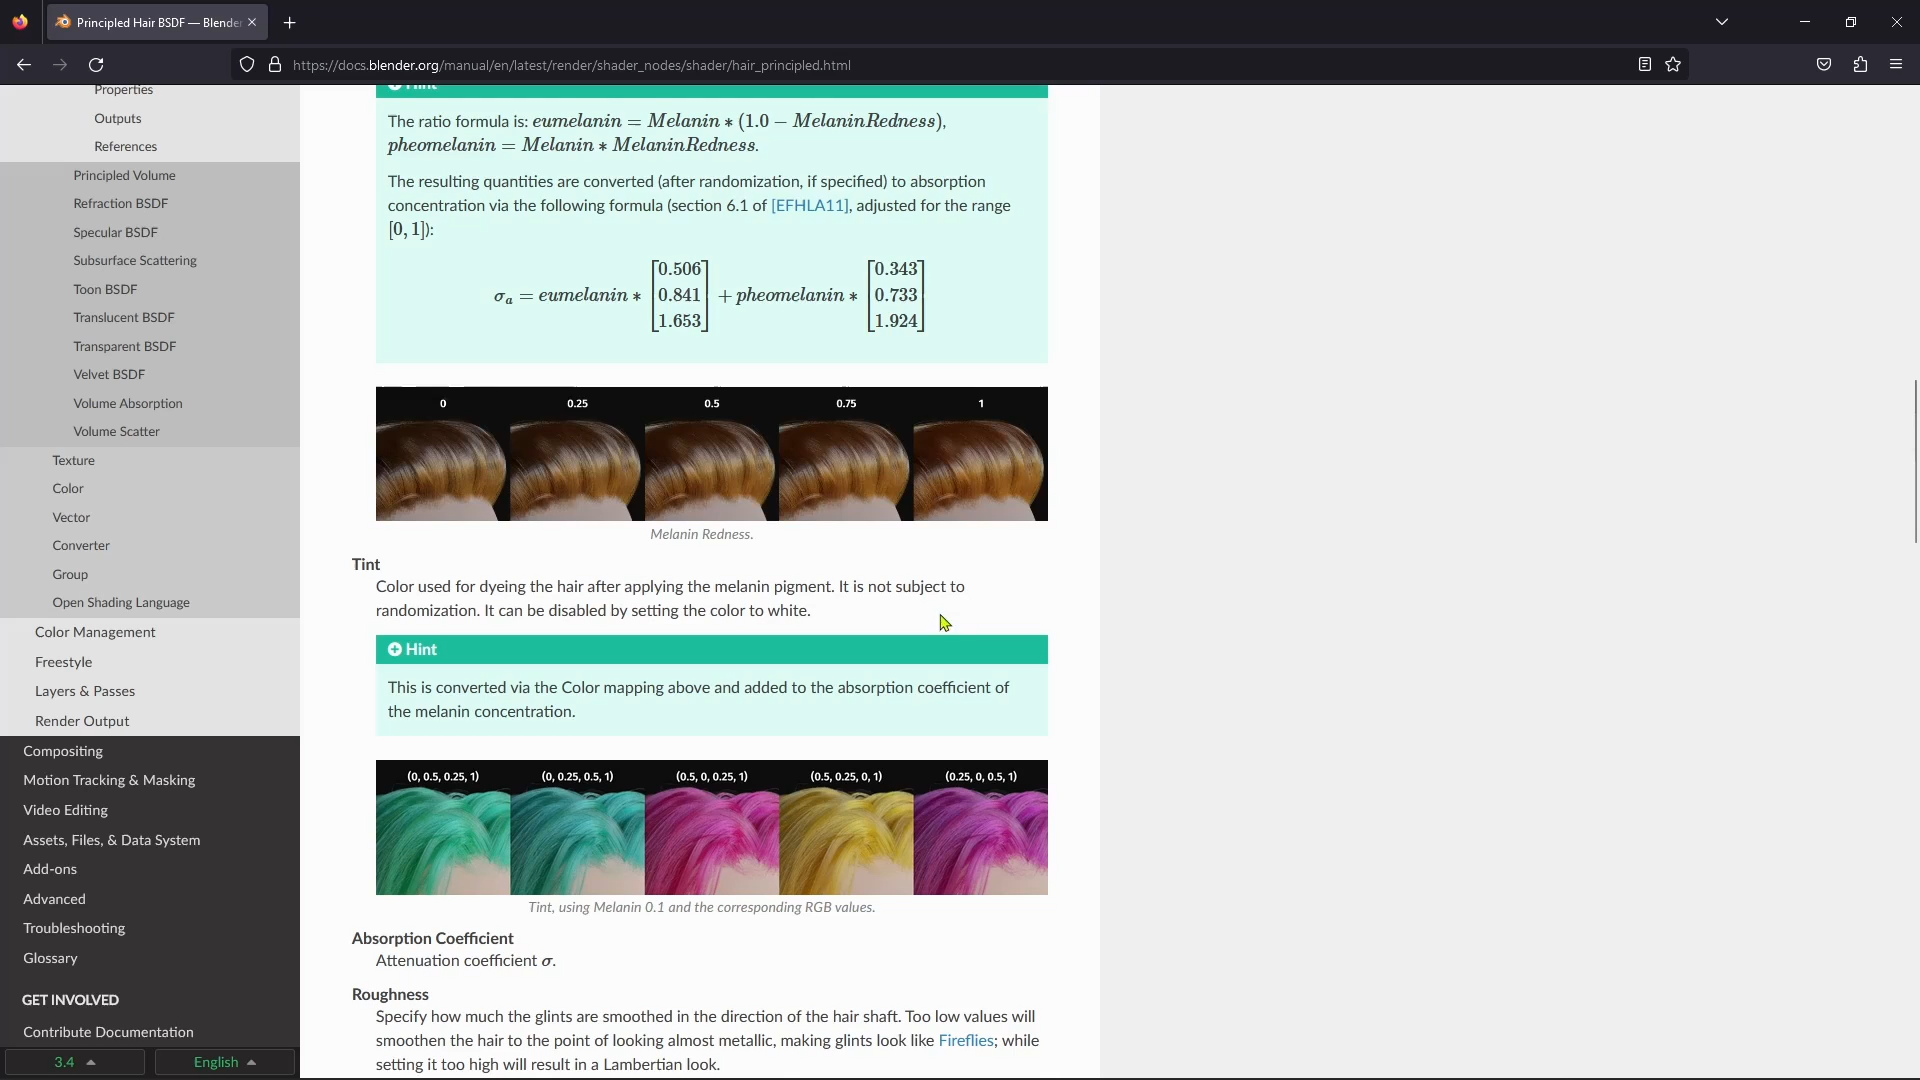 Principled Hair BSDF — Blender
https://docs.blender.org/manual/en/latest/render/shader_nodes/shader/hair_principled.html
Properties
Outputs
References
Principled Volume
Refraction BSDF
Specular BSDF
Subsurface Scattering
Toon BSDF
Translucent BSDF
Transparent BSDF
Velvet BSDF
Volume Absorption
Volume Scatter
Texture
Color
Vector
Converter
Group
Open Shading Language
Color Management
Freestyle
Layers & Passes
Render Output
Compositing
Motion Tracking & Masking
Video Editing
Assets, Files, & Data System
Add-ons
Advanced
Troubleshooting
Glossary
GET INVOLVED
Contribute Documentation
3.4
English
Hint
The ratio formula is: eumelanin = Melanin * (1.0 − MelaninRedness),
pheomelanin = Melanin * MelaninRedness.
The resulting quantities are converted (after randomization, if specified) to absorption
concentration via the following formula (section 6.1 of [EFHLA11], adjusted for the range
[0, 1]):
σa = eumelanin * [0.506 0.841 1.653] + pheomelanin * [0.343 0.733 1.924]
0 0.25 0.5 0.75 1
Melanin Redness.
Tint
Color used for dyeing the hair after applying the melanin pigment. It is not subject to
randomization. It can be disabled by setting the color to white.
Hint
This is converted via the Color mapping above and added to the absorption coefficient of
the melanin concentration.
(0, 0.5, 0.25, 1) (0, 0.25, 0.5, 1) (0.5, 0, 0.25, 1) (0.5, 0.25, 0, 1) (0.25, 0, 0.5, 1)
Tint, using Melanin 0.1 and the corresponding RGB values.
Absorption Coefficient
Attenuation coefficient σ.
Roughness
Specify how much the glints are smoothed in the direction of the hair shaft. Too low values will
smoothen the hair to the point of looking almost metallic, making glints look like Fireflies; while
setting it too high will result in a Lambertian look.